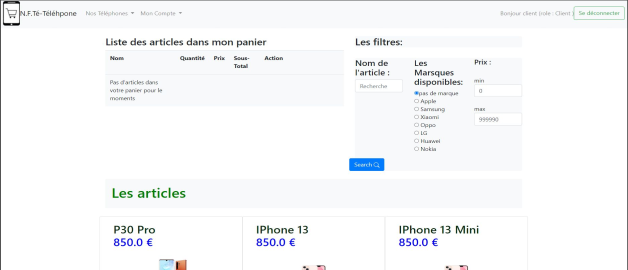 N.F.Té-Téléhpone Nos Téléphones Mon Compte Bonjour client (role : Client ) Se déconnecter
Liste des articles dans mon panier
Nom Quantité Prix Sous-Total Action
Pas d'articles dans
votre panier pour le
moments
Les filtres:
Nom de
l'article :
Recherche
Les
Marsques
disponibles:
pas de marque
Apple
Samsung
Xiaomi
Oppo
LG
Huawei
Nokia
Prix :
min
0
max
999990
Search
Les articles
P30 Pro
850.0 €
IPhone 13
850.0 €
IPhone 13 Mini
850.0 €